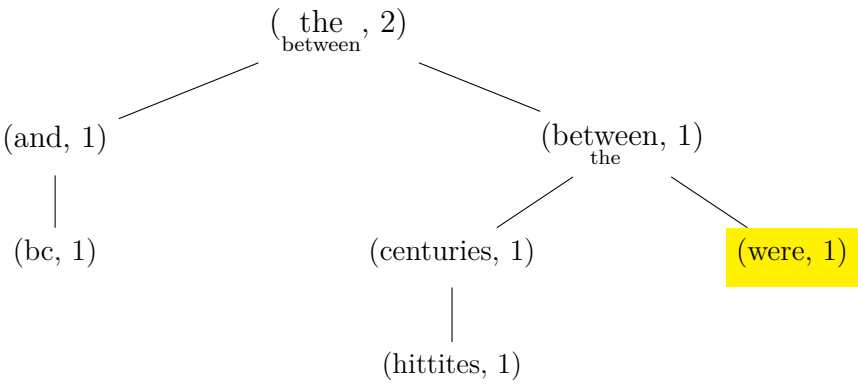 (the, 2)
between
(and, 1) (between, 1)
the
(bc, 1) (centuries, 1) (were, 1)
(hittites, 1)